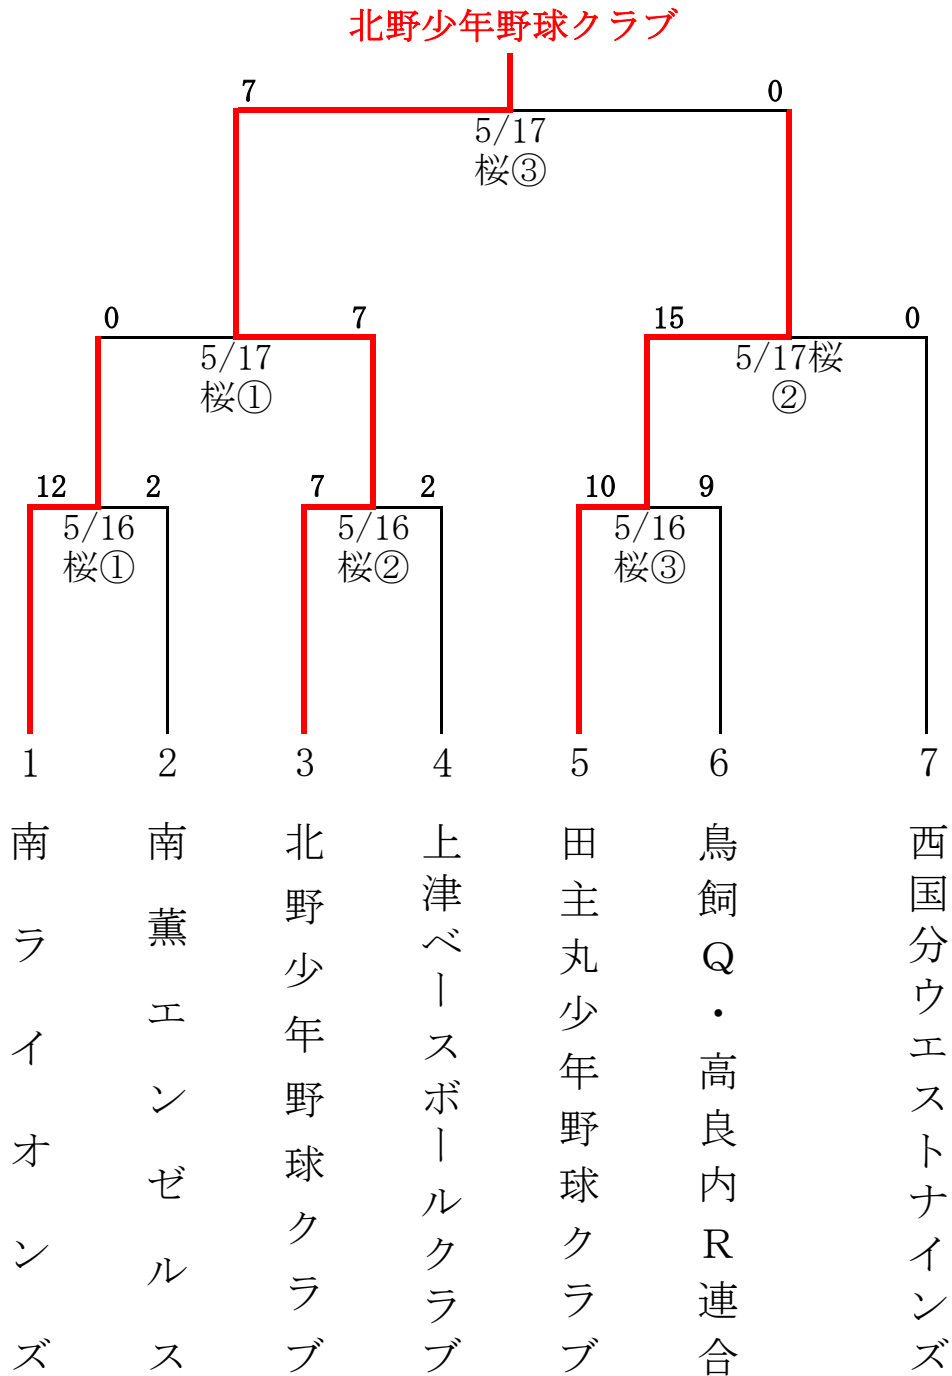 北野少年野球クラブ
7
0
5/17
桜③
0
7
15
0
5/17
桜①
5/17桜
②
12
2
7
2
10
9
5/16
桜①
5/16
桜②
5/16
桜③
1
2
3
4
5
6
7
南ライオンズ
南薫エンゼルス
北野少年野球クラブ
上津ベースボールクラブ
田主丸少年野球クラブ
鳥飼Q・高良内R連合
西国分ウエストナインズ